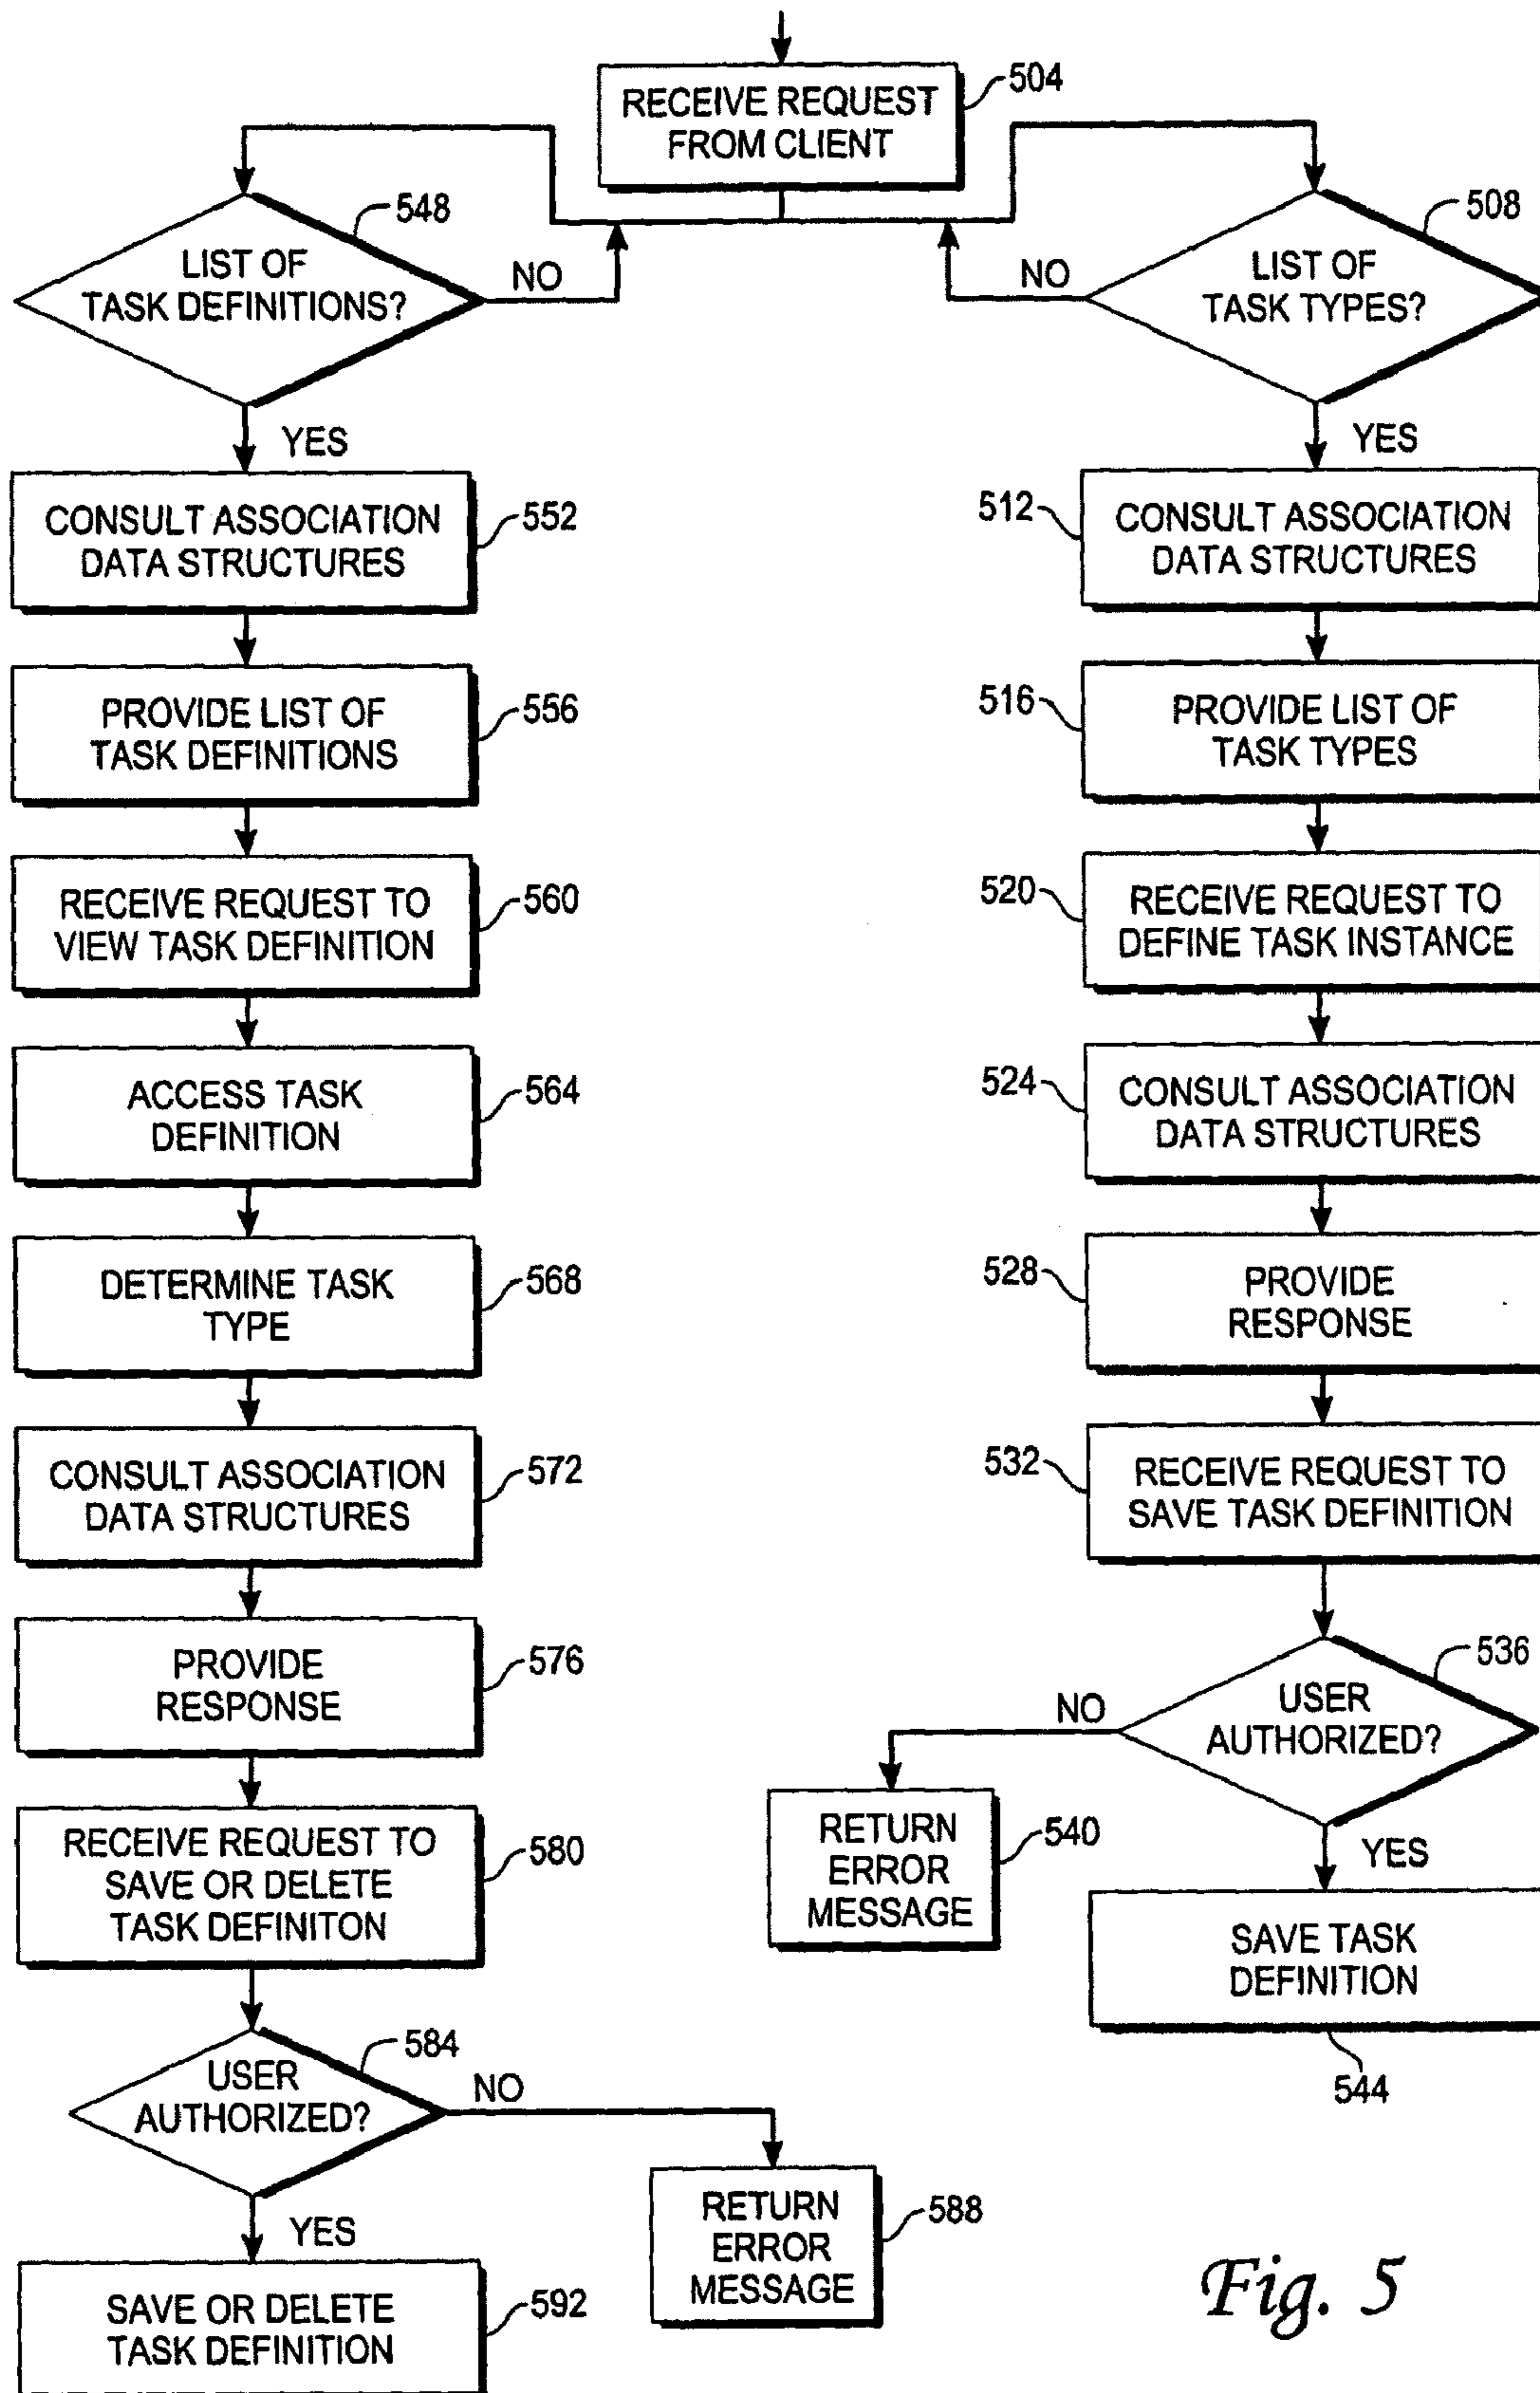 RECEIVE REQUEST
FROM CLIENT
504
LIST OF
TASK DEFINITIONS?
548
NO
YES
CONSULT ASSOCIATION
DATA STRUCTURES
552
PROVIDE LIST OF
TASK DEFINITIONS
556
RECEIVE REQUEST TO
VIEW TASK DEFINITION
560
ACCESS TASK
DEFINITION
564
DETERMINE TASK
TYPE
568
CONSULT ASSOCIATION
DATA STRUCTURES
572
PROVIDE
RESPONSE
576
RECEIVE REQUEST TO
SAVE OR DELETE
TASK DEFINITON
580
USER
AUTHORIZED?
584
NO
RETURN
ERROR
MESSAGE
588
YES
SAVE OR DELETE
TASK DEFINITION
592
LIST OF
TASK TYPES?
508
NO
YES
CONSULT ASSOCIATION
DATA STRUCTURES
512
PROVIDE LIST OF
TASK TYPES
516
RECEIVE REQUEST TO
DEFINE TASK INSTANCE
520
CONSULT ASSOCIATION
DATA STRUCTURES
524
PROVIDE
RESPONSE
528
RECEIVE REQUEST TO
SAVE TASK DEFINITION
532
USER
AUTHORIZED?
536
NO
RETURN
ERROR
MESSAGE
540
YES
SAVE TASK
DEFINITION
544
Fig. 5